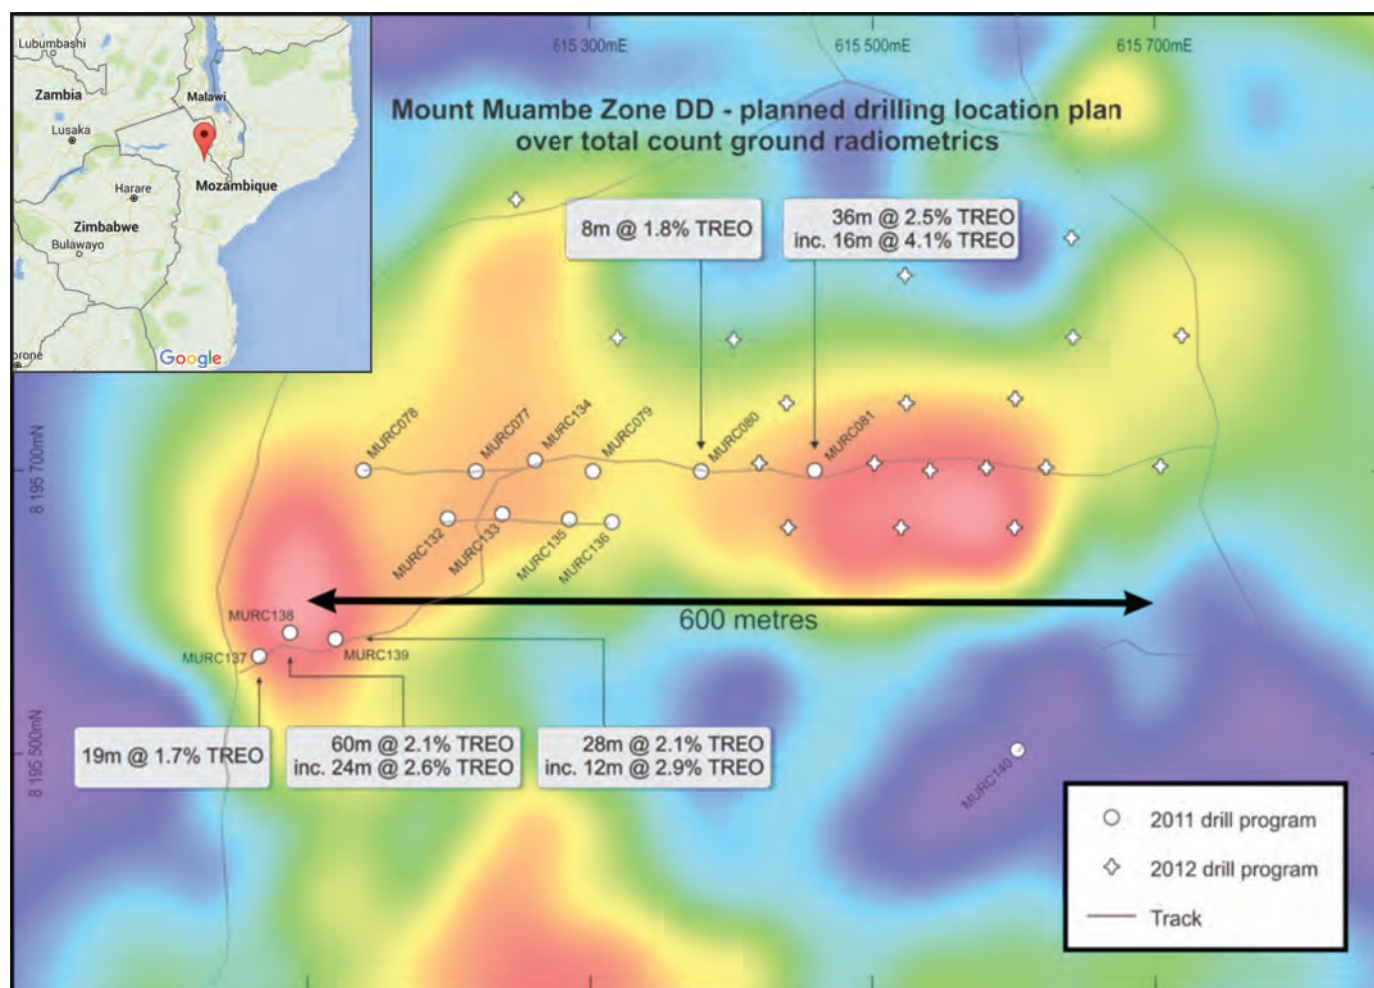 Lubumbashi
Zambia
Malawi
Lusaka
Mozambique
Harare
Zimbabwe
Bulawayo
orone
Google
615 300mE
615 500mE
615 700mE
Mount Muambe Zone DD - planned drilling location plan
over total count ground radiometrics
8m @ 1.8% TREO
36m @ 2.5% TREO
inc. 16m @ 4.1% TREO
8 195 700mN
MURC078
MURC077
MURC134
MURC079
MURC080
MURC081
MURC132
MURC133
MURC135
MURC136
600 metres
MURC138
MURC137
MURC139
8 195 500mN
19m @ 1.7% TREO
60m @ 2.1% TREO
inc. 24m @ 2.6% TREO
28m @ 2.1% TREO
inc. 12m @ 2.9% TREO
MURC140
2011 drill program
2012 drill program
Track